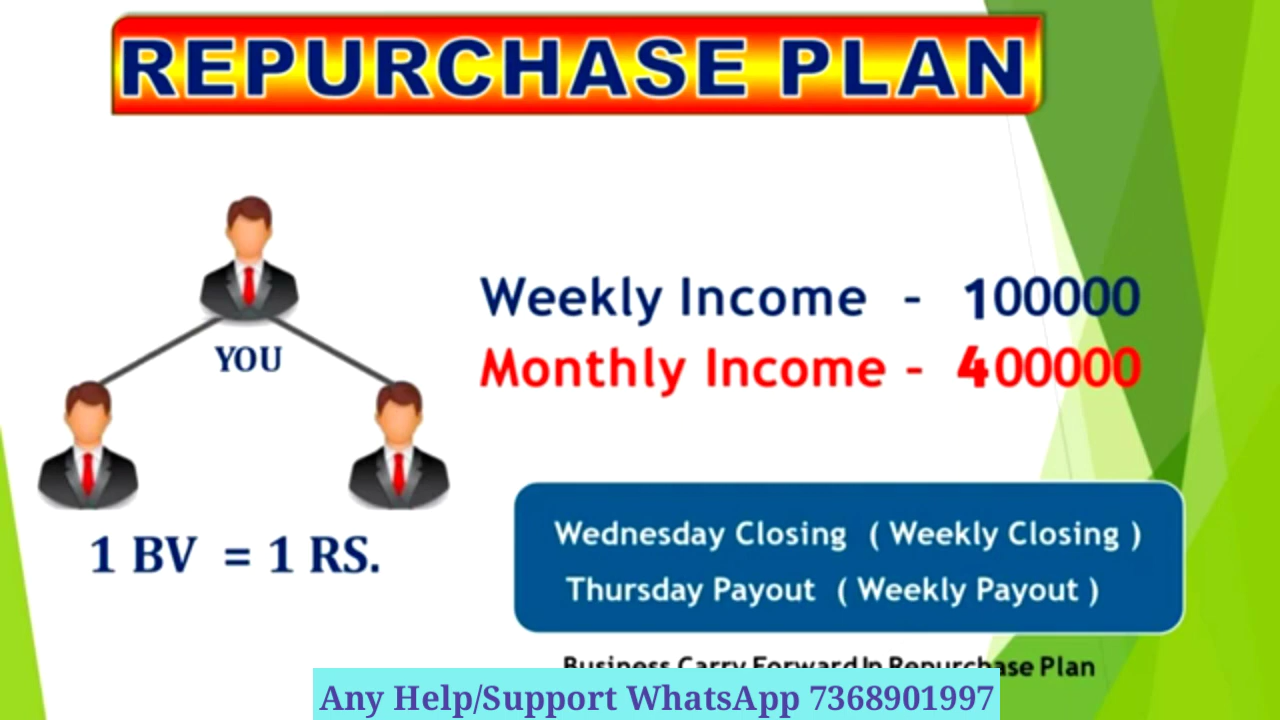 REPURCHASE PLAN
YOU
1 BV = 1 RS.
Weekly Income - 100000
Monthly Income - 400000
Wednesday Closing ( Weekly Closing )
Thursday Payout ( Weekly Payout )
Business Carry Forward In Repurchase Plan
Any Help/Support WhatsApp 7368901997